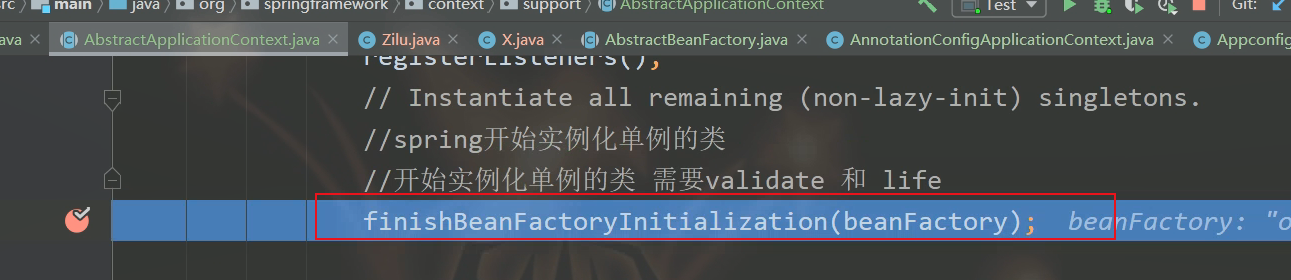 src main java org springframework context support AbstractApplicationContext Test Git:
ava AbstractApplicationContext.java Zilu.java X.java AbstractBeanFactory.java AnnotationConfigApplicationContext.java Appconfig
registerListeners();
// Instantiate all remaining (non-lazy-init) singletons.
//spring开始实例化单例的类
//开始实例化单例的类 需要validate 和 life
finishBeanFactoryInitialization(beanFactory); beanFactory: "o